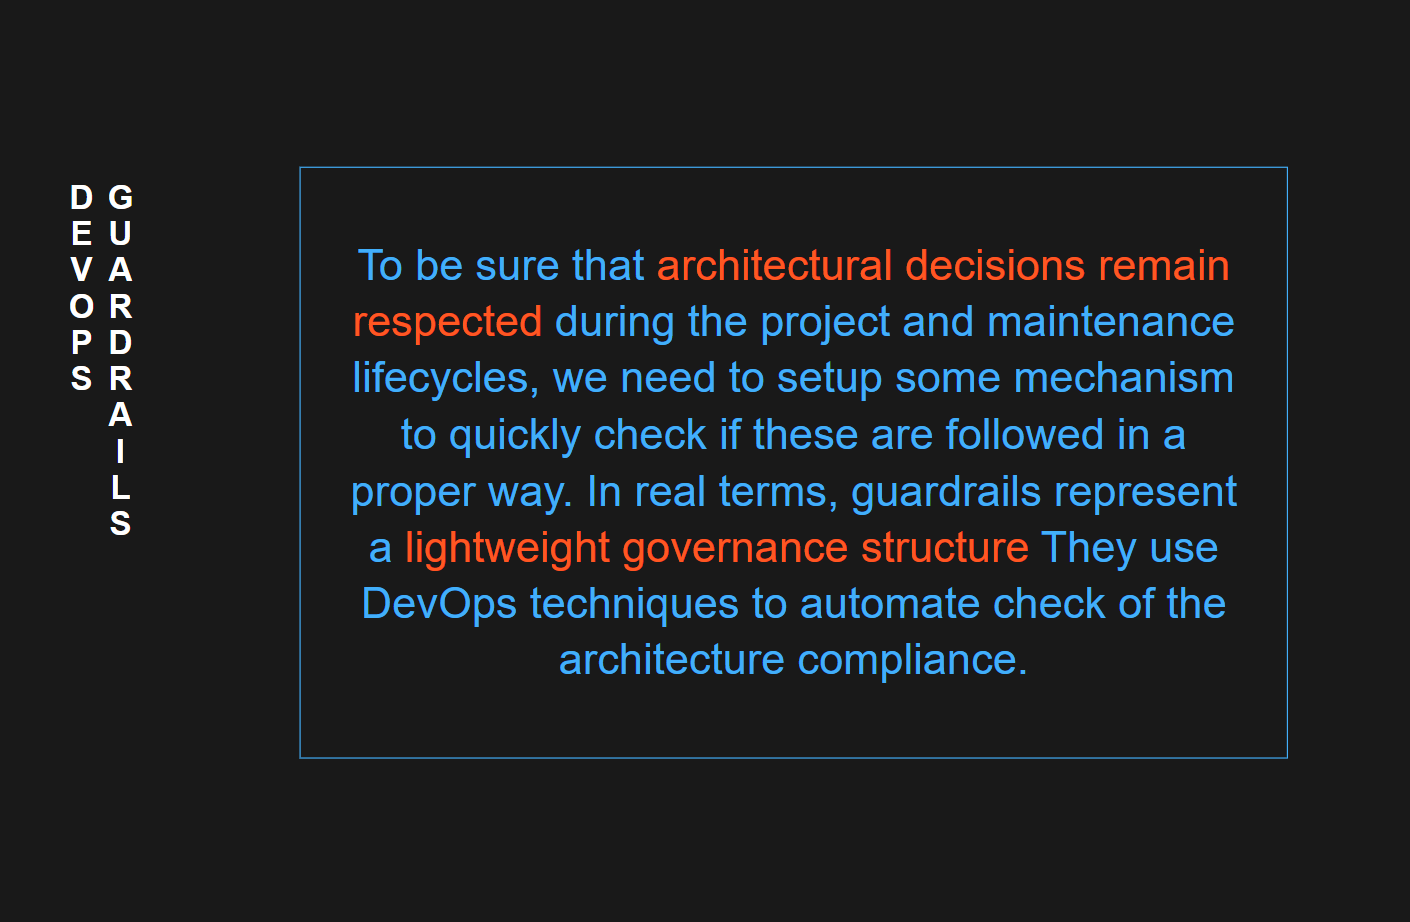 DEVOPS
GUARDRAILS
To be sure that architectural decisions remain
respected during the project and maintenance
lifecycles, we need to setup some mechanism
to quickly check if these are followed in a
proper way. In real terms, guardrails represent
a lightweight governance structure They use
DevOps techniques to automate check of the
architecture compliance.